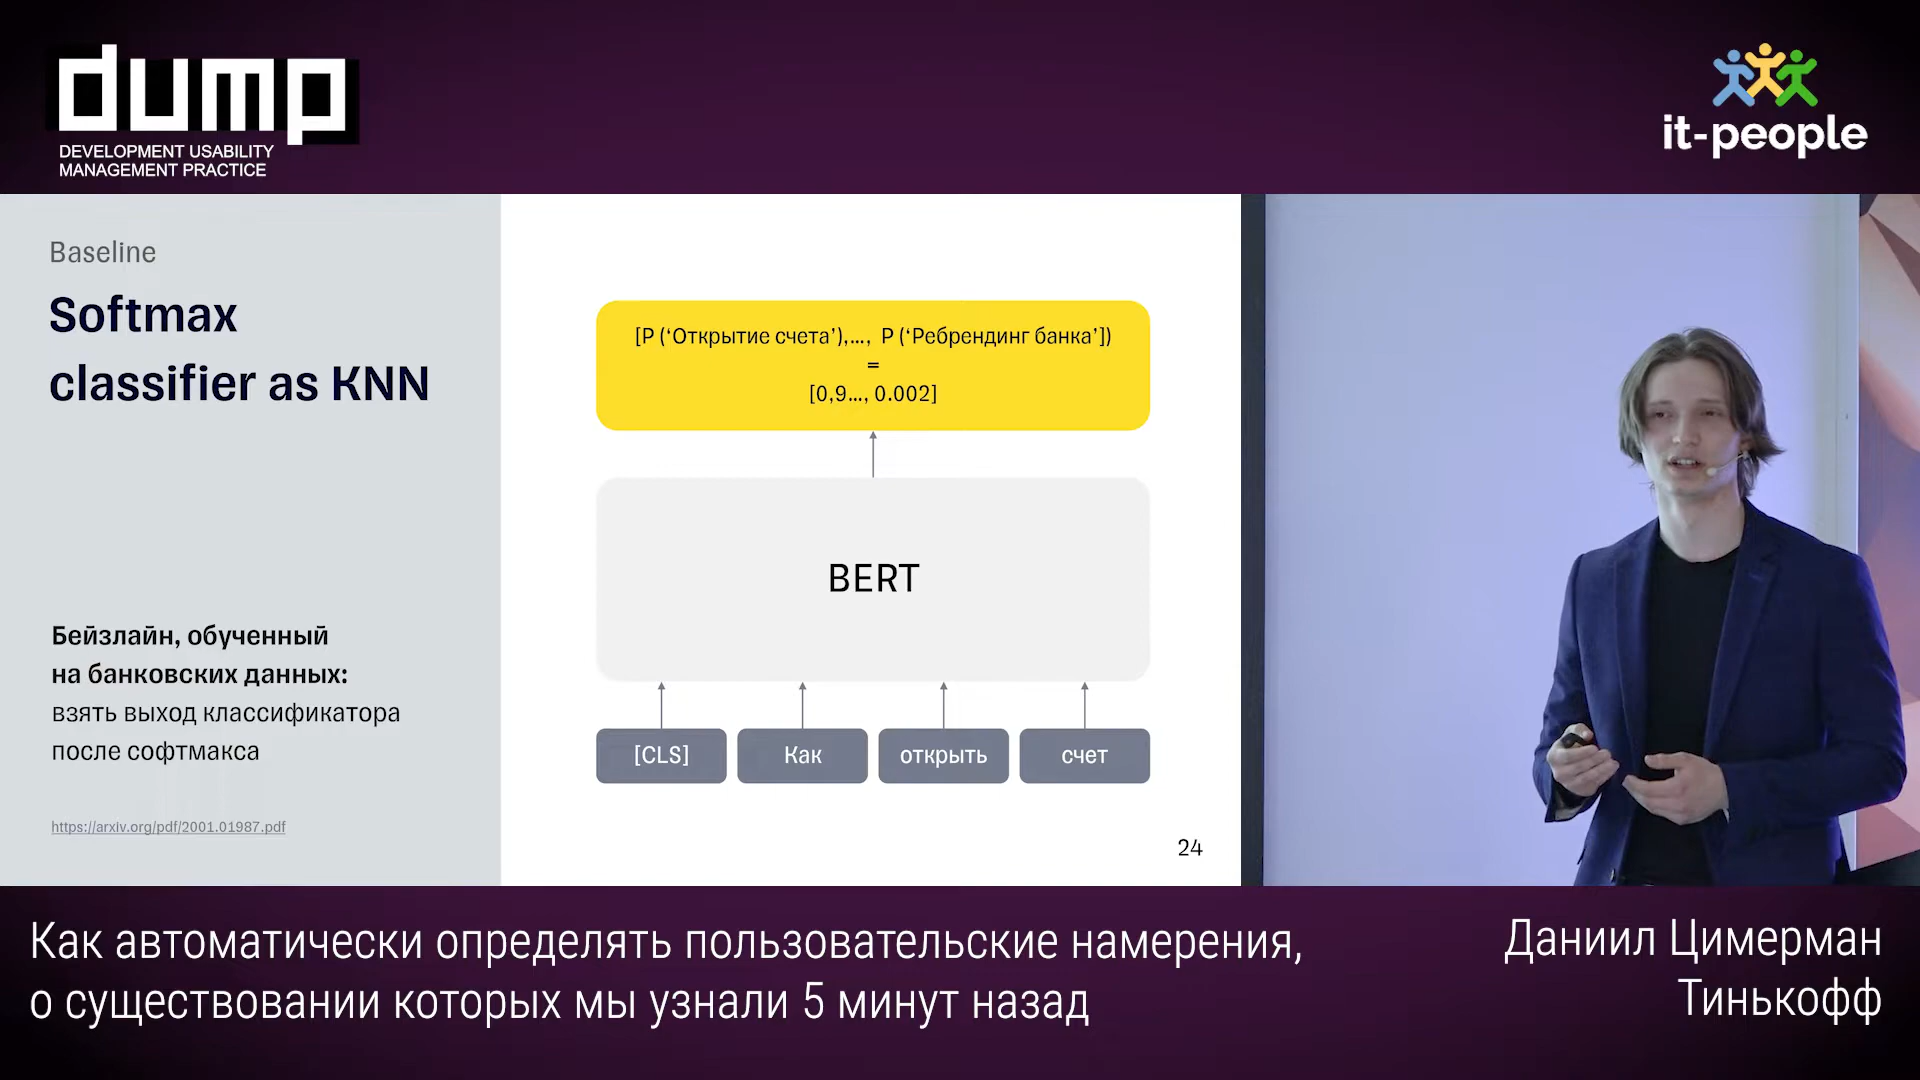 dump
DEVELOPMENT USABILITY
MANAGEMENT PRACTICE
it-people
Baseline
Softmax
classifier as KNN
Бейзлайн, обученный
на банковских данных:
взять выход классификатора
после софтмакса
https://arxiv.org/pdf/2001.01987.pdf
[P (‘Открытие счета’),..., P (‘Ребрендинг банка’])
=
[0,9..., 0.002]
BERT
[CLS] Как открыть счет
24
Как автоматически определять пользовательские намерения,
о существовании которых мы узнали 5 минут назад
Даниил Цимерман
Тинькофф